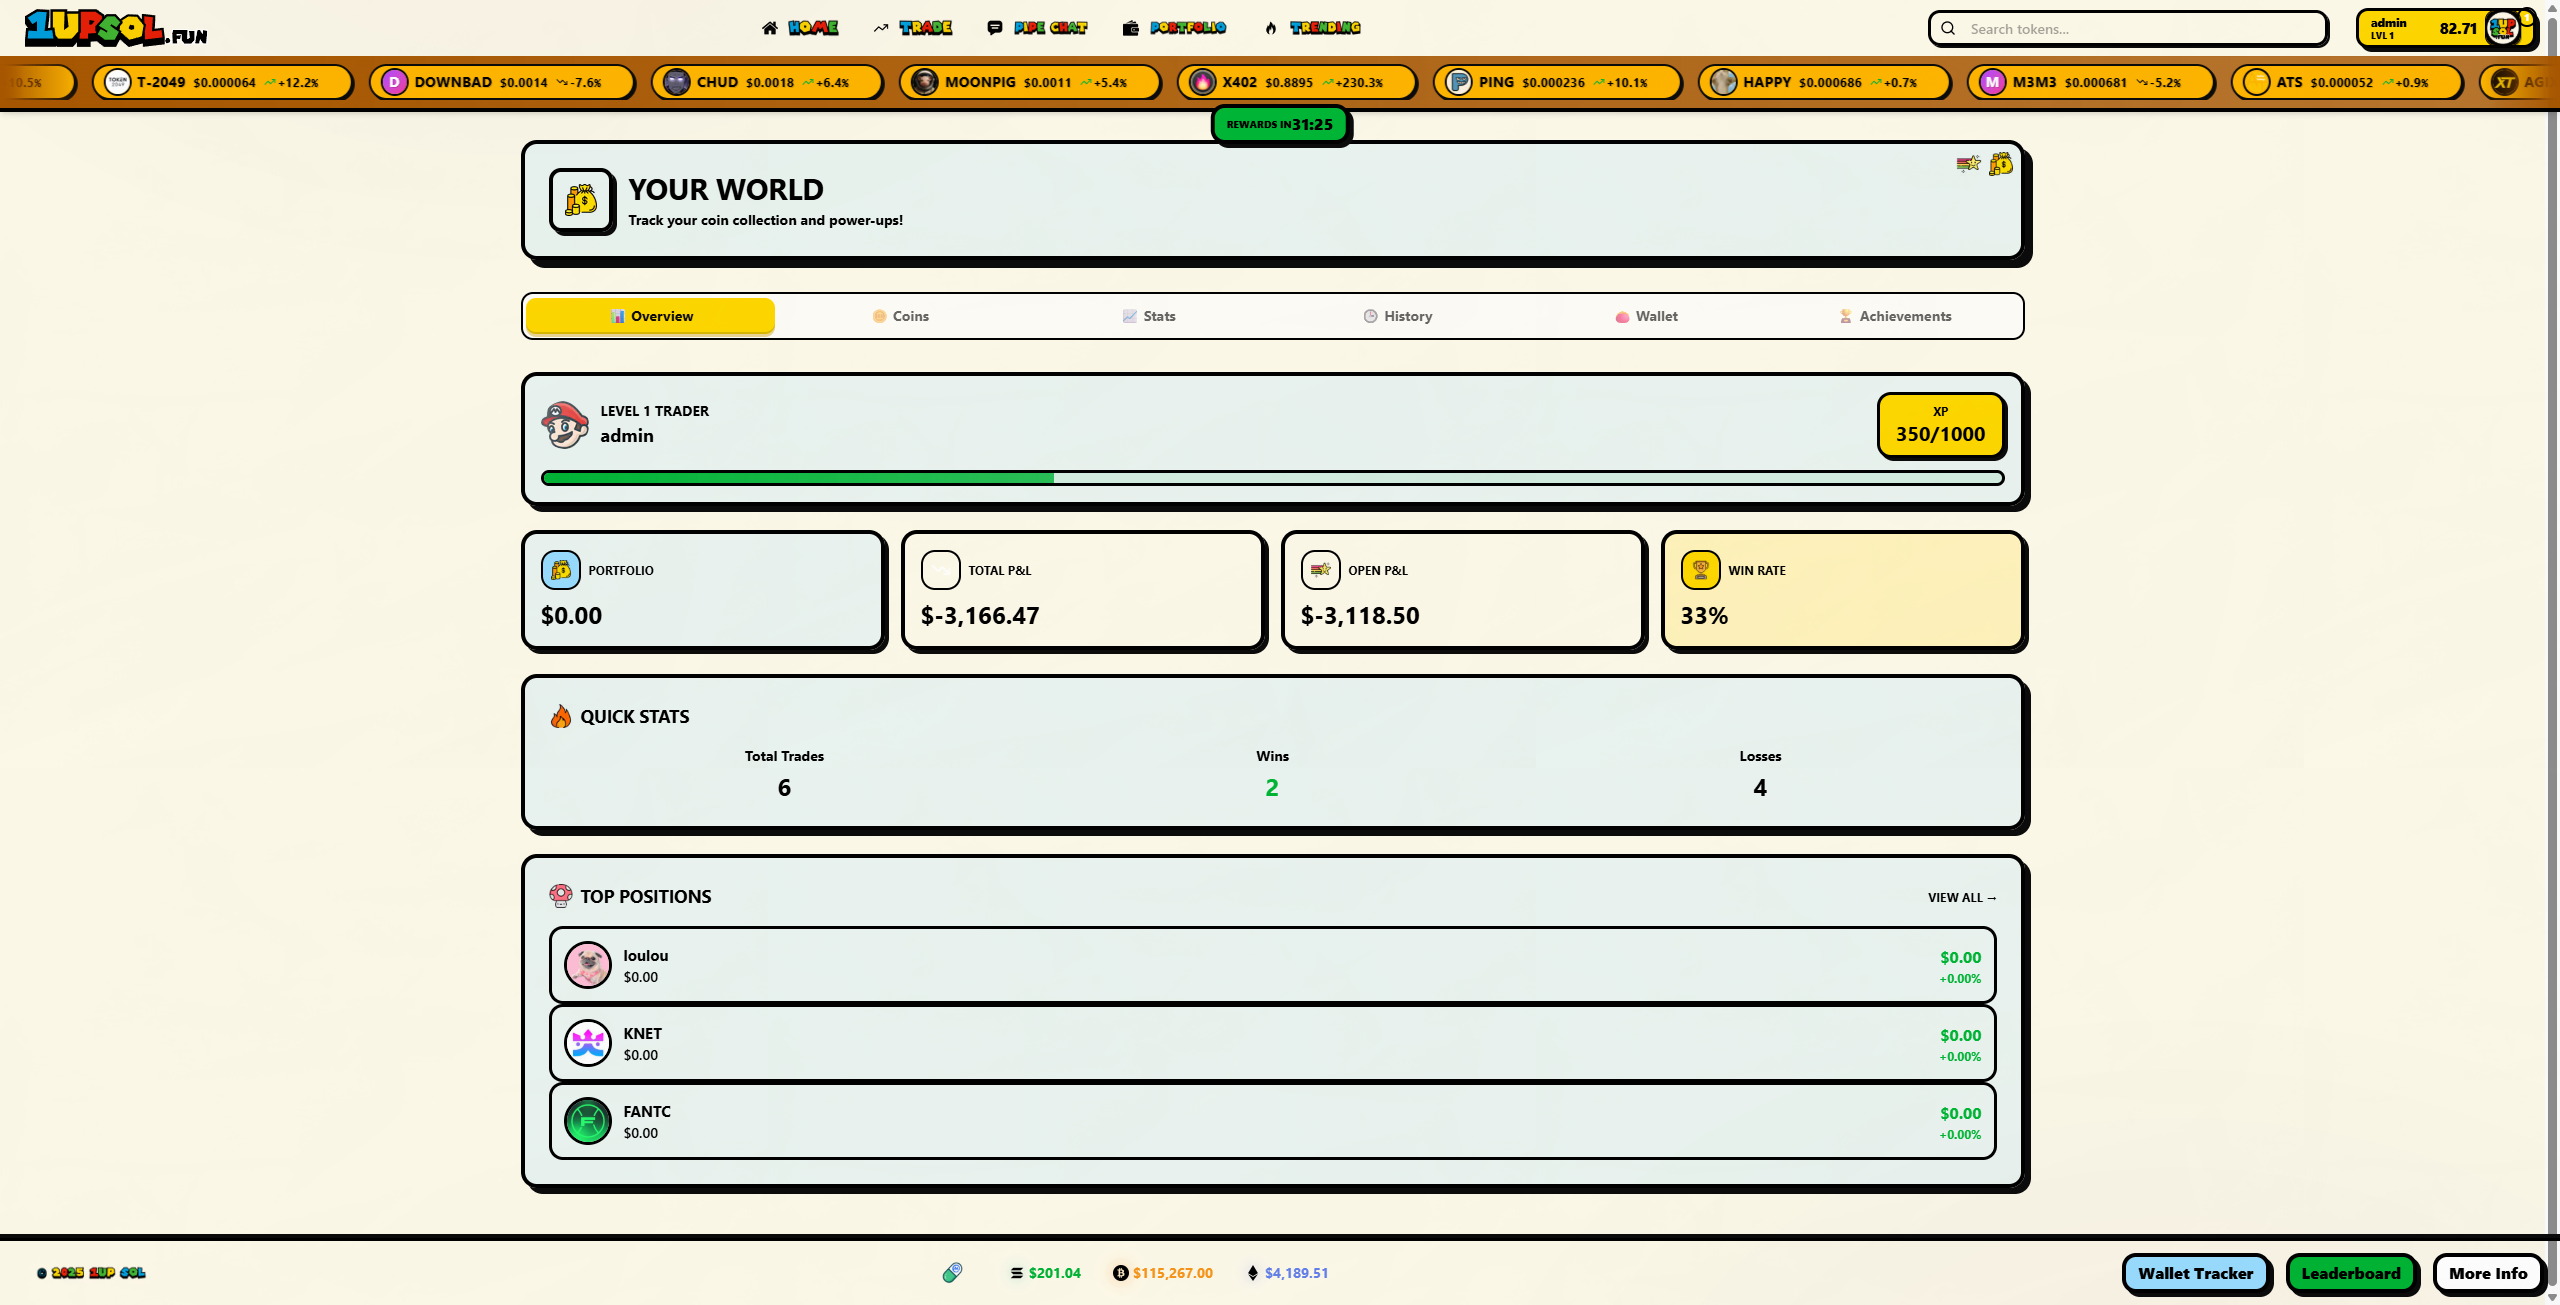 1UPSOL.FUN
HOME
TRADE
PIPE CHAT
PORTFOLIO
TRENDING
Search tokens...
admin
LVL 1
82.71
10.5%
T-2049 $0.000064 +12.2%
D DOWNBAD $0.0014 -7.6%
CHUD $0.0018 +6.4%
MOONPIG $0.0011 +5.4%
X402 $0.8895 +230.3%
PING $0.000236 +10.1%
HAPPY $0.000686 +0.7%
M M3M3 $0.000681 -5.2%
ATS $0.000052 +0.9%
REWARDS IN 31:25
YOUR WORLD
Track your coin collection and power-ups!
Overview
Coins
Stats
History
Wallet
Achievements
LEVEL 1 TRADER
admin
XP
350/1000
PORTFOLIO
$0.00
TOTAL P&L
$-3,166.47
OPEN P&L
$-3,118.50
WIN RATE
33%
QUICK STATS
Total Trades
6
Wins
2
Losses
4
TOP POSITIONS
VIEW ALL →
loulou
$0.00
$0.00
+0.00%
KNET
$0.00
$0.00
+0.00%
FANTC
$0.00
$0.00
+0.00%
© 2025 1UP SOL
$201.04
$115,267.00
$4,189.51
Wallet Tracker
Leaderboard
More Info